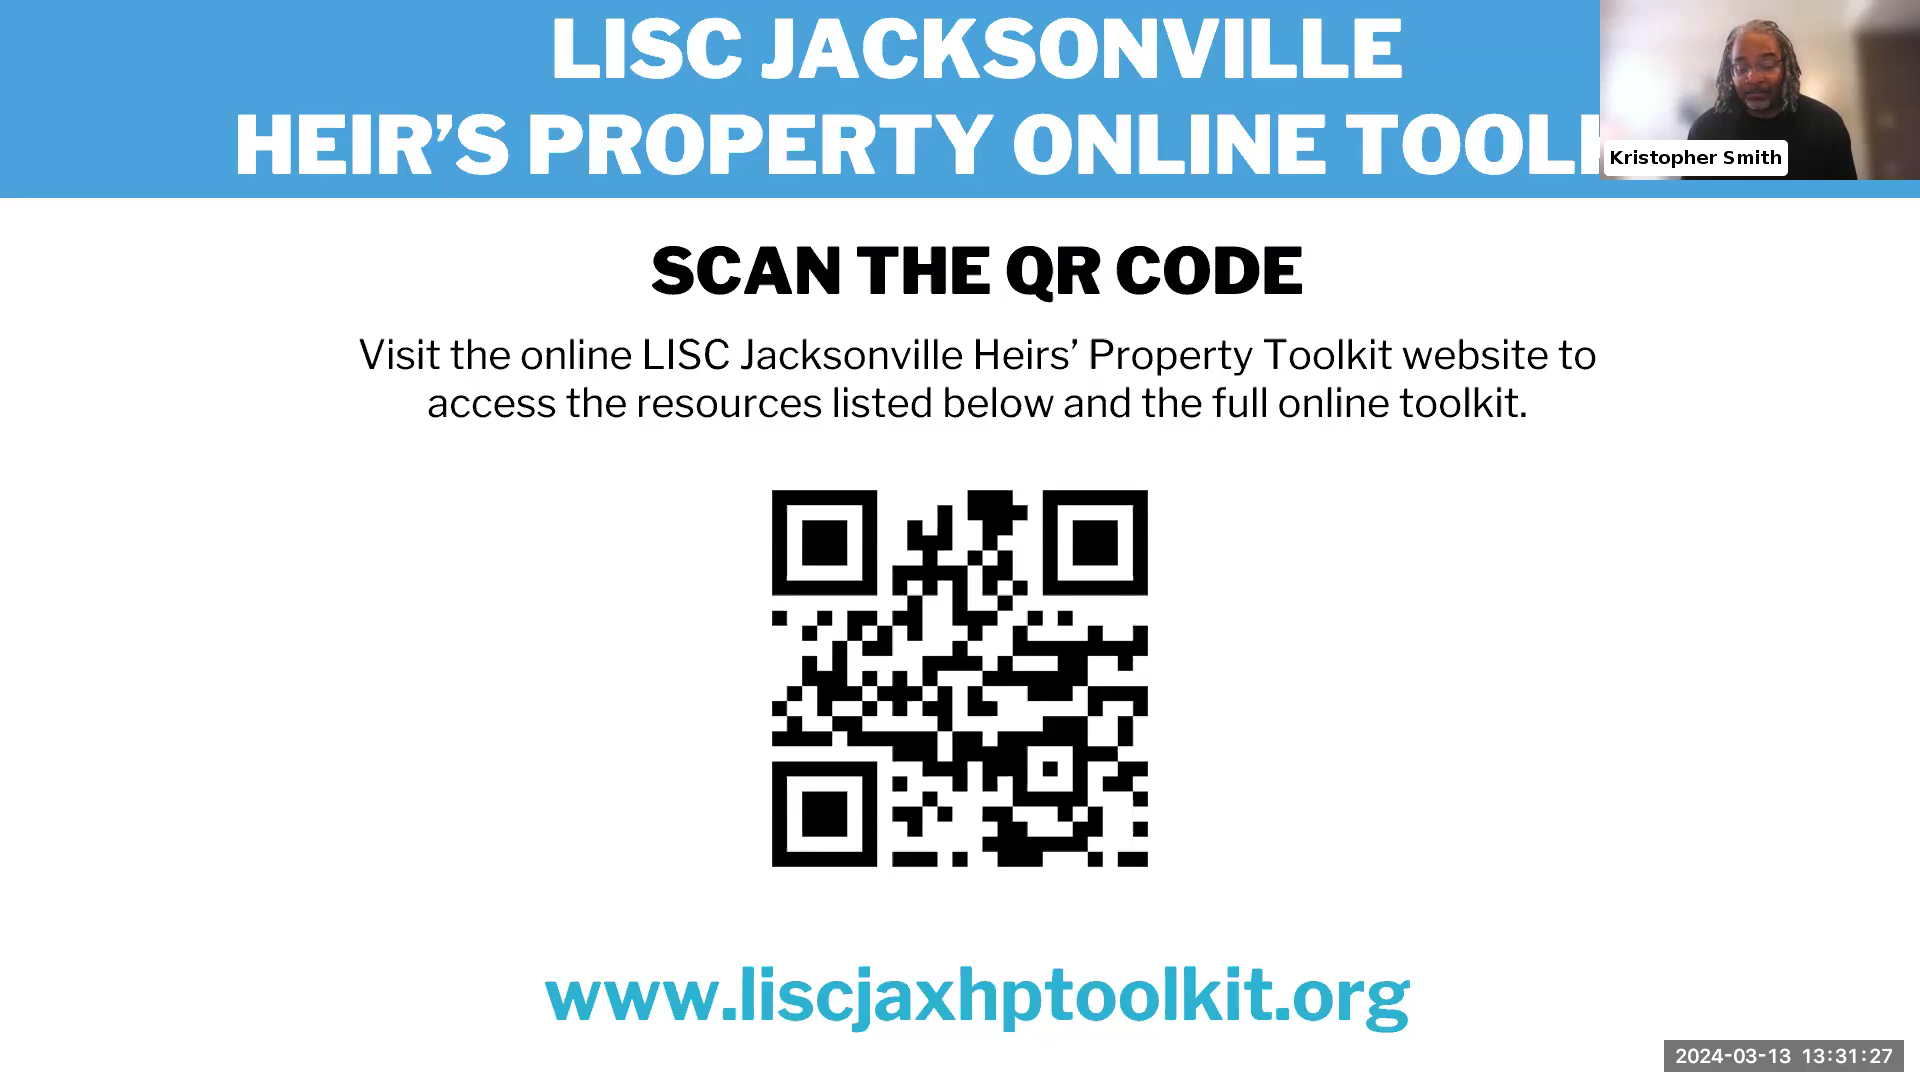 LISC JACKSONVILLE
HEIR’S PROPERTY ONLINE
Kristopher Smith
SCAN THE QR CODE
Visit the online LISC Jacksonville Heirs’ Property Toolkit website to
access the resources listed below and the full online toolkit.
www.liscjaxhptoolkit.org
2024-03-13 13:31:27